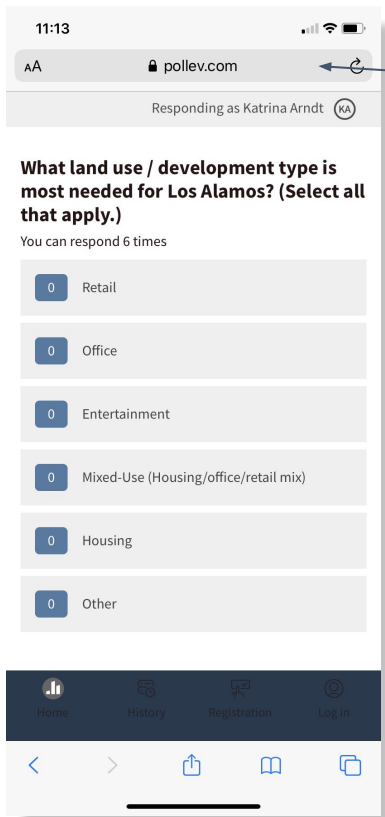 11:13
AA pollev.com
Responding as Katrina Arndt KA
What land use / development type is
most needed for Los Alamos? (Select all
that apply.)
You can respond 6 times
0 Retail
0 Office
0 Entertainment
0 Mixed-Use (Housing/office/retail mix)
0 Housing
0 Other
Home History Registration Log in